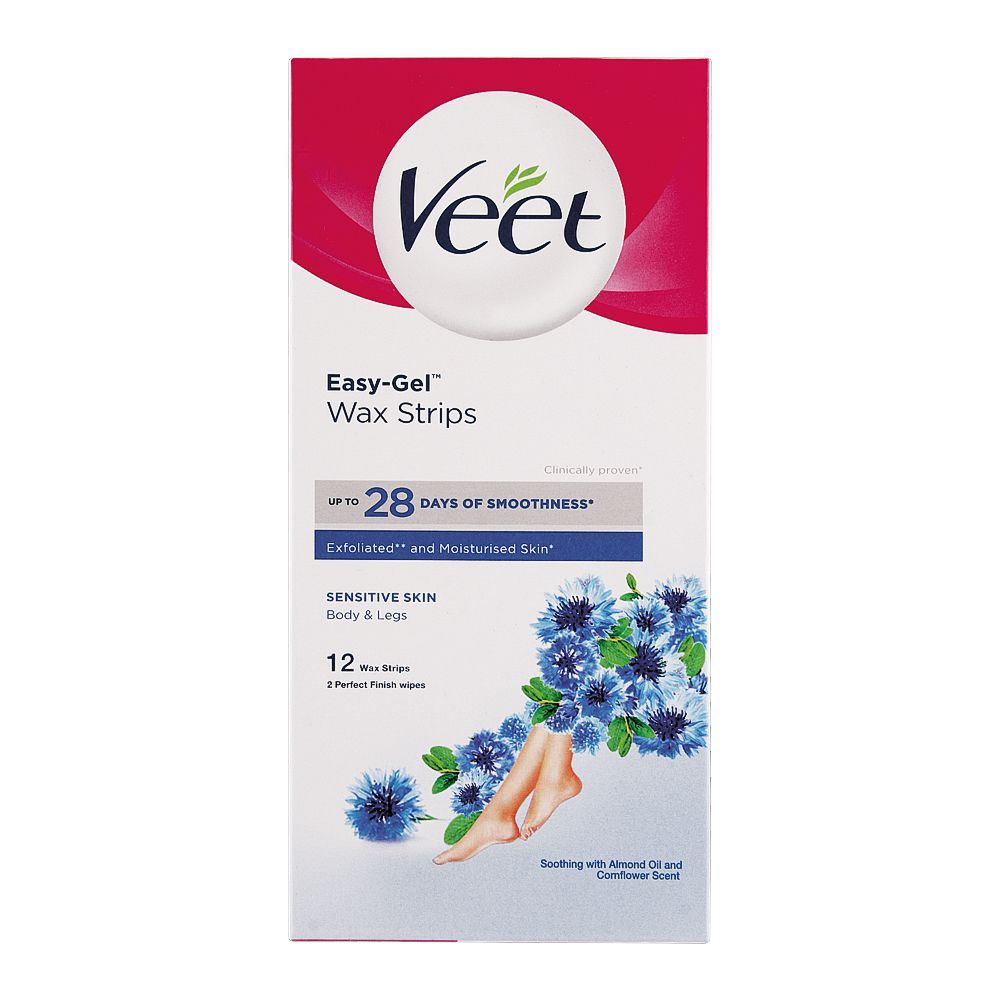 Veet
Easy-Gel™
Wax Strips
Clinically proven*
UP TO 28 DAYS OF SMOOTHNESS*
Exfoliated** and Moisturised Skin*
SENSITIVE SKIN
Body & Legs
12 Wax Strips
2 Perfect Finish wipes
Soothing with Almond Oil and
Cornflower Scent